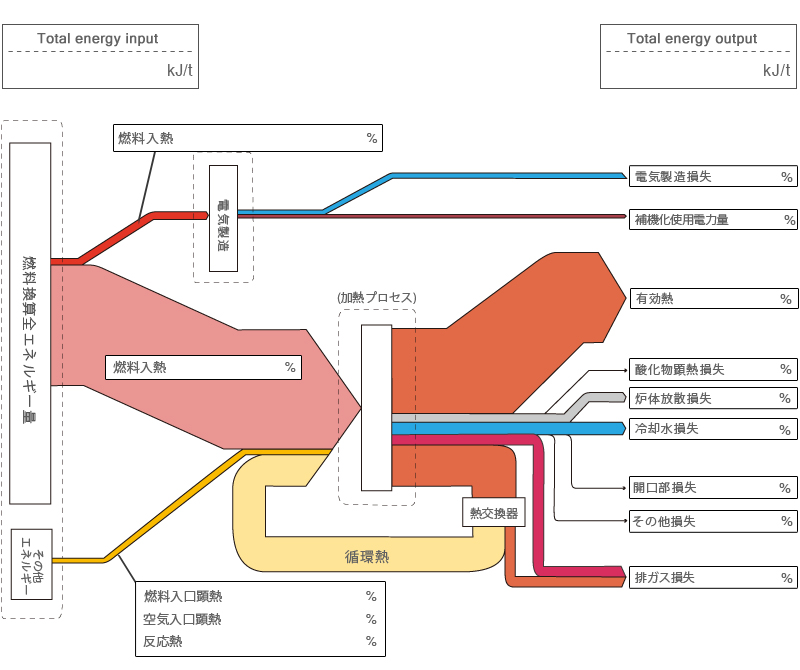 Total energy input
kJ/t
Total energy output
kJ/t
燃料入熱 %
電気製造
電気製造損失 %
補機化使用電力量 %
燃料換算全エネルギー量
(加熱プロセス)
有効熱 %
燃料入熱 %
酸化物顕熱損失 %
炉体放散損失 %
冷却水損失 %
開口部損失 %
熱交換器
その他損失 %
その他
エネルギー
循環熱
排ガス損失 %
燃料入口顕熱 %
空気入口顕熱 %
反応熱 %